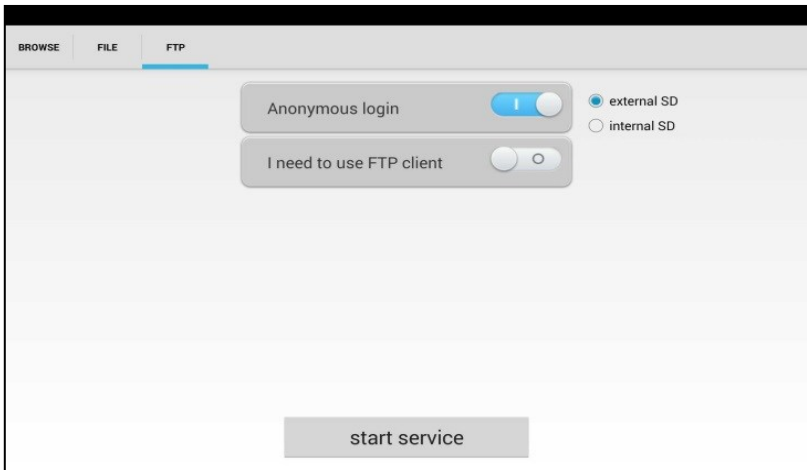 BROWSE FILE FTP
Anonymous login
external SD
internal SD
I need to use FTP client
start service